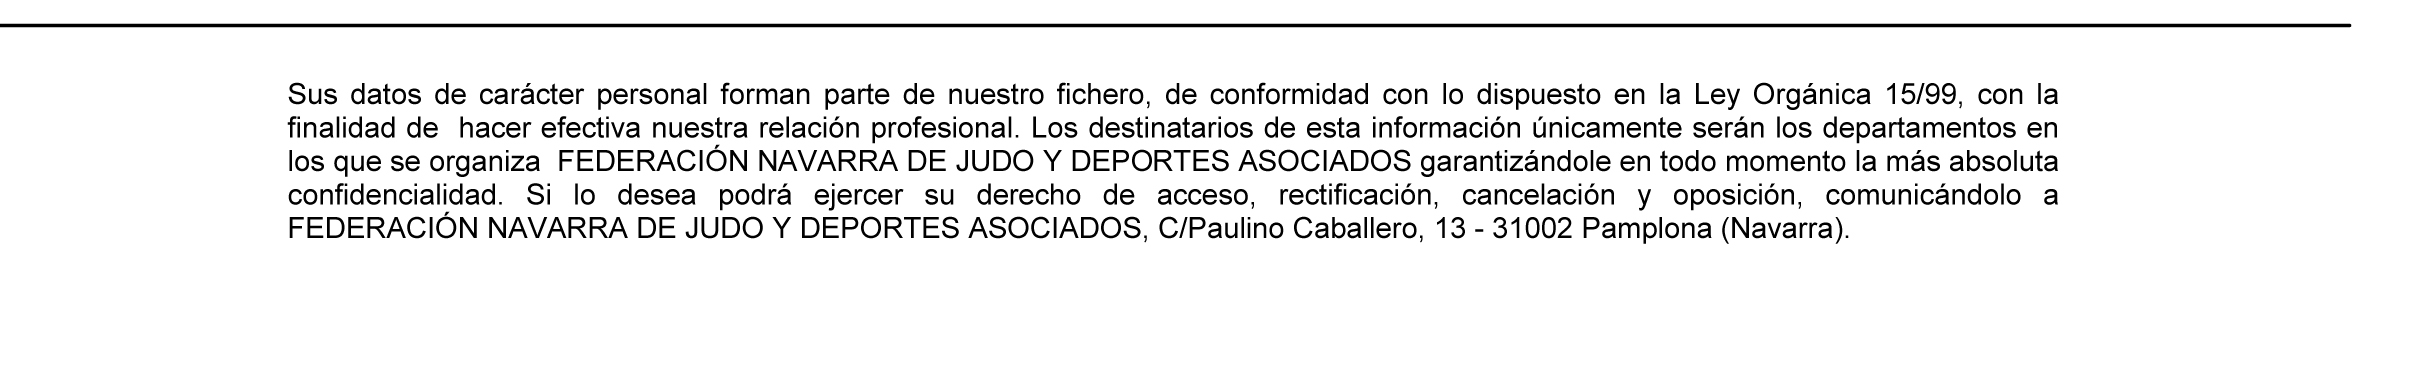 Sus datos de carácter personal forman parte de nuestro fichero, de conformidad con lo dispuesto en la Ley Orgánica 15/99, con la
finalidad de  hacer efectiva nuestra relación profesional. Los destinatarios de esta información únicamente serán los departamentos en
los que se organiza  FEDERACIÓN NAVARRA DE JUDO Y DEPORTES ASOCIADOS garantizándole en todo momento la más absoluta
confidencialidad. Si lo desea podrá ejercer su derecho de acceso, rectificación, cancelación y oposición, comunicándolo a
FEDERACIÓN NAVARRA DE JUDO Y DEPORTES ASOCIADOS, C/Paulino Caballero, 13 - 31002 Pamplona (Navarra).